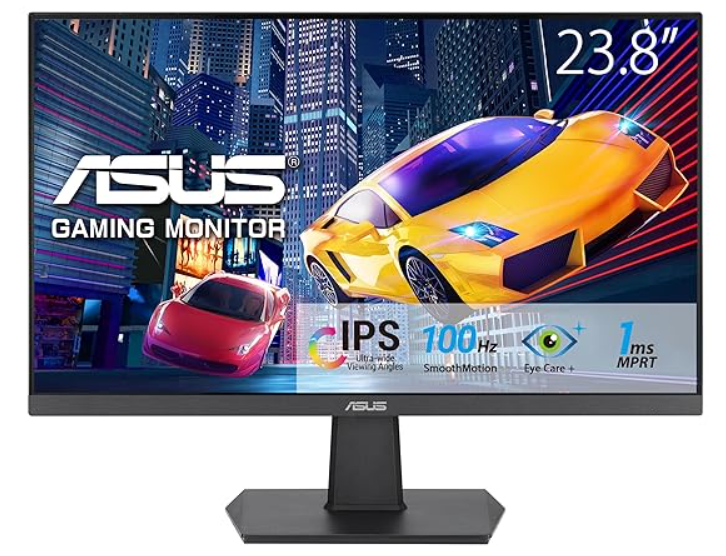 23.8”
ASUS®
GAMING MONITOR
IPS
Ultra-wide
Viewing Angles
100Hz
SmoothMotion
Eye Care +
1ms
MPRT
ASUS